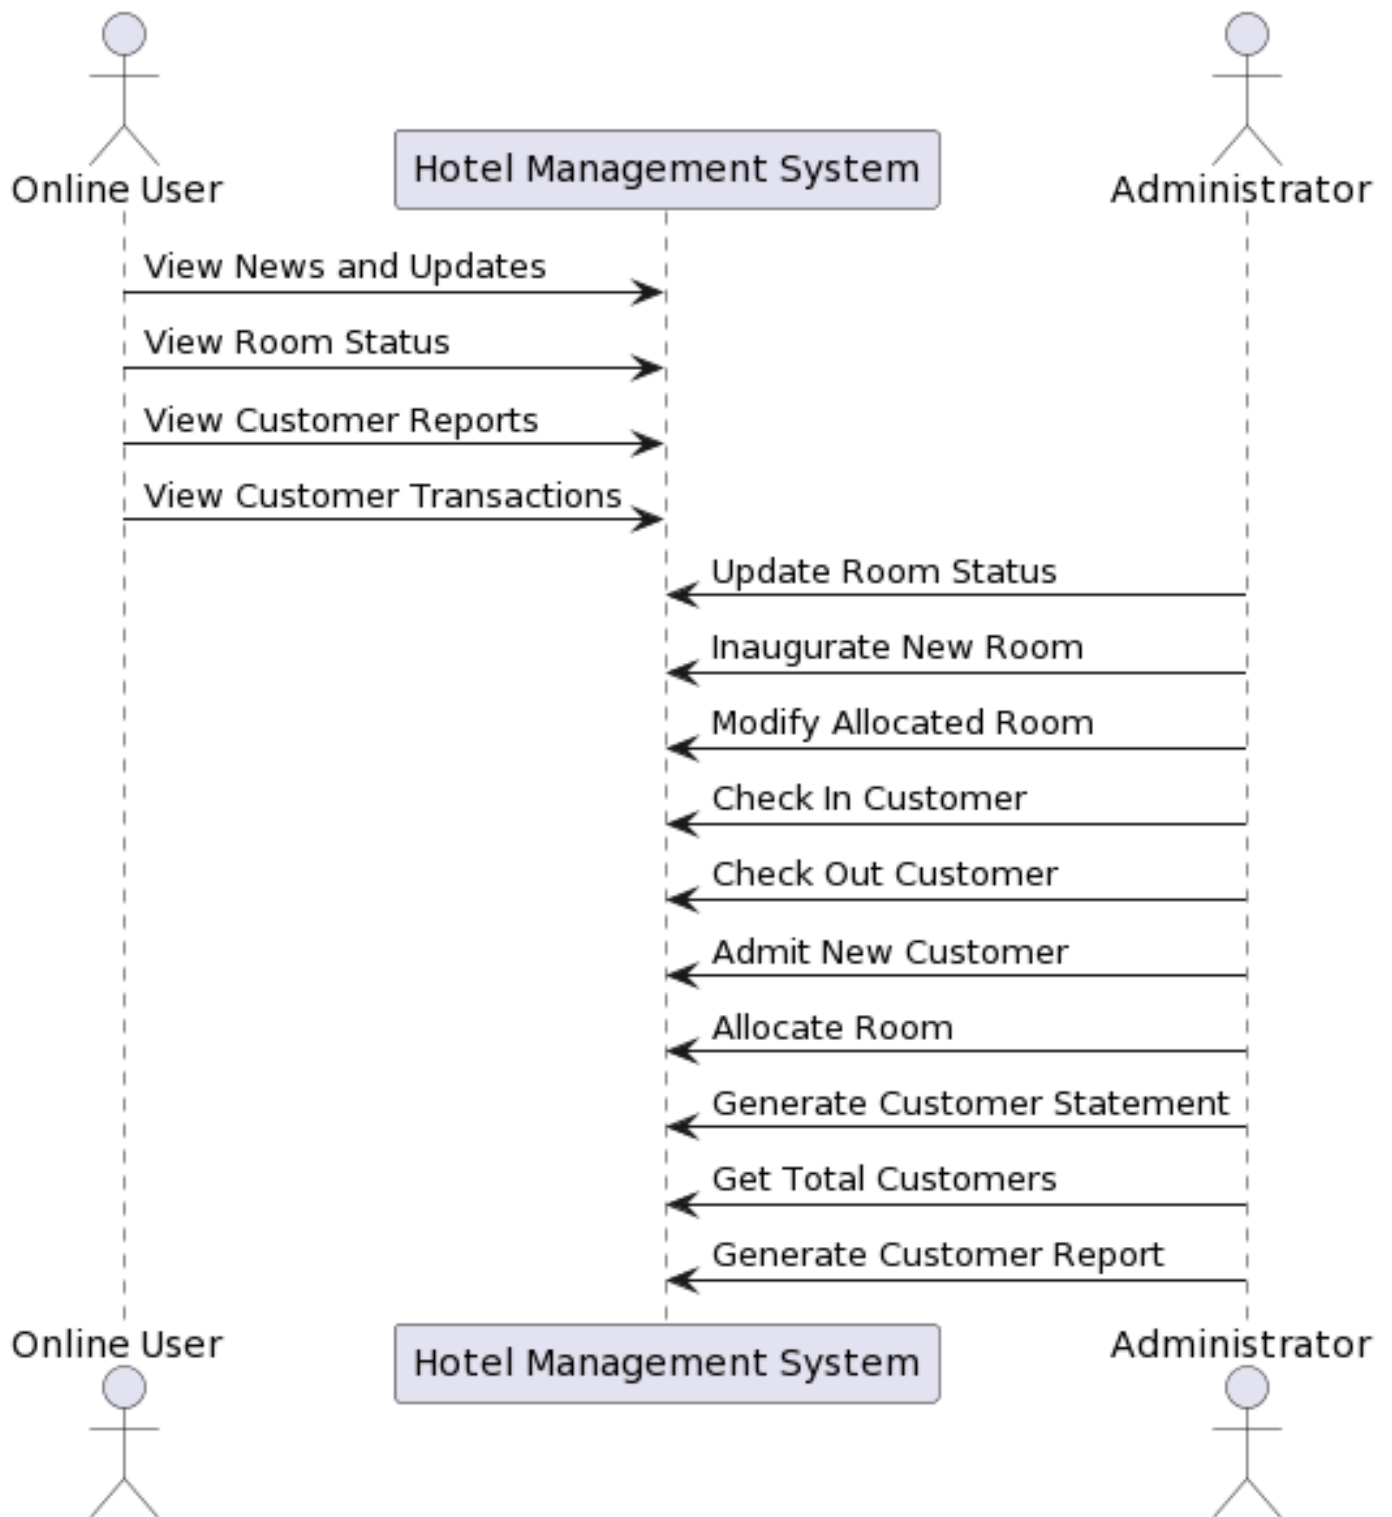 Online User
Hotel Management System
Administrator
View News and Updates
View Room Status
View Customer Reports
View Customer Transactions
Update Room Status
Inaugurate New Room
Modify Allocated Room
Check In Customer
Check Out Customer
Admit New Customer
Allocate Room
Generate Customer Statement
Get Total Customers
Generate Customer Report
Online User
Hotel Management System
Administrator